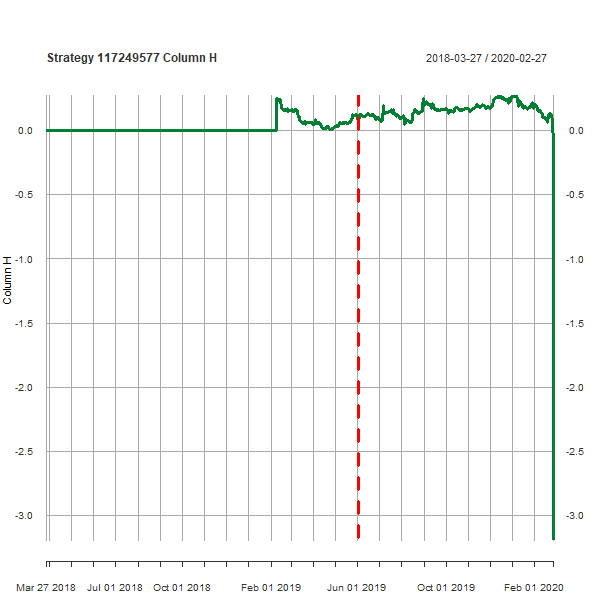 Strategy 117249577 Column H
2018-03-27 / 2020-02-27
0.0 0.0
-0.5 -0.5
-1.0 -1.0
Column H
-1.5 -1.5
-2.0 -2.0
-2.5 -2.5
-3.0 -3.0
Mar 27 2018 Jul 01 2018 Oct 01 2018 Feb 01 2019 Jun 01 2019 Oct 01 2019 Feb 01 2020